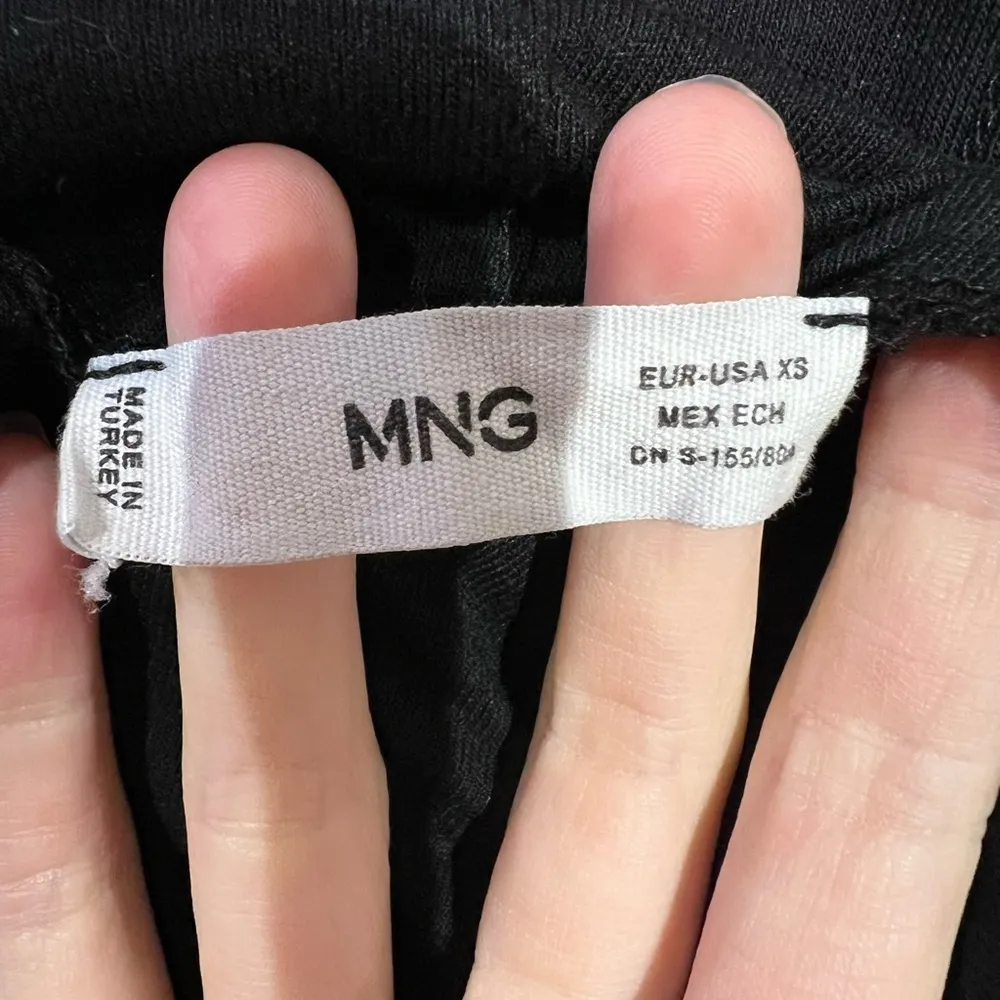 MADE IN
TURKEY
MNG
EUR-USA XS
MEX ECH
CN S-155/80A